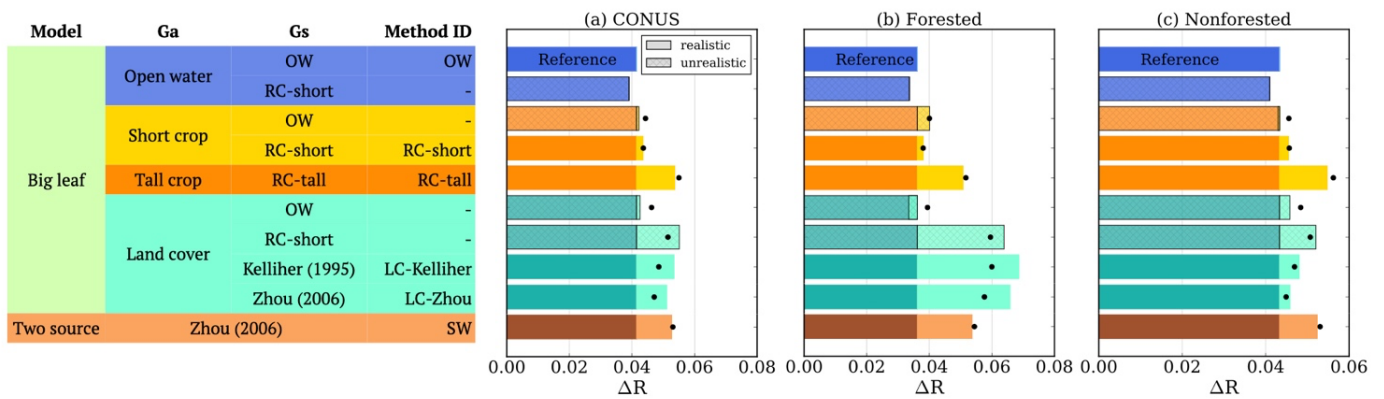 Model Ga Gs Method ID
Big leaf
Open water
OW OW
RC-short -
Short crop
OW -
RC-short RC-short
Tall crop RC-tall RC-tall
Land cover
OW -
RC-short -
Kelliher (1995) LC-Kelliher
Zhou (2006) LC-Zhou
Two source Zhou (2006) SW
(a) CONUS
Reference
realistic
unrealistic
0.00 0.02 0.04 0.06 0.08
ΔR
(b) Forested
Reference
0.00 0.02 0.04 0.06 0.08
ΔR
(c) Nonforested
Reference
0.00 0.02 0.04 0.06
ΔR